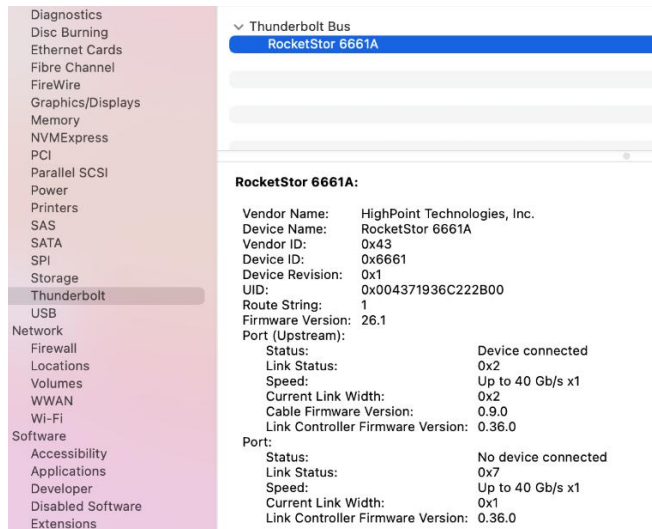 Diagnostics
Disc Burning
Ethernet Cards
Fibre Channel
FireWire
Graphics/Displays
Memory
NVMExpress
PCI
Parallel SCSI
Power
Printers
SAS
SATA
SPI
Storage
Thunderbolt
USB
Network
Firewall
Locations
Volumes
WWAN
Wi-Fi
Software
Accessibility
Applications
Developer
Disabled Software
Extensions
Thunderbolt Bus
RocketStor 6661A
RocketStor 6661A:
Vendor Name: HighPoint Technologies, Inc.
Device Name: RocketStor 6661A
Vendor ID: 0x43
Device ID: 0x6661
Device Revision: 0x1
UID: 0x004371936C222B00
Route String: 1
Firmware Version: 26.1
Port (Upstream):
Status: Device connected
Link Status: 0x2
Speed: Up to 40 Gb/s x1
Current Link Width: 0x2
Cable Firmware Version: 0.9.0
Link Controller Firmware Version: 0.36.0
Port:
Status: No device connected
Link Status: 0x7
Speed: Up to 40 Gb/s x1
Current Link Width: 0x1
Link Controller Firmware Version: 0.36.0